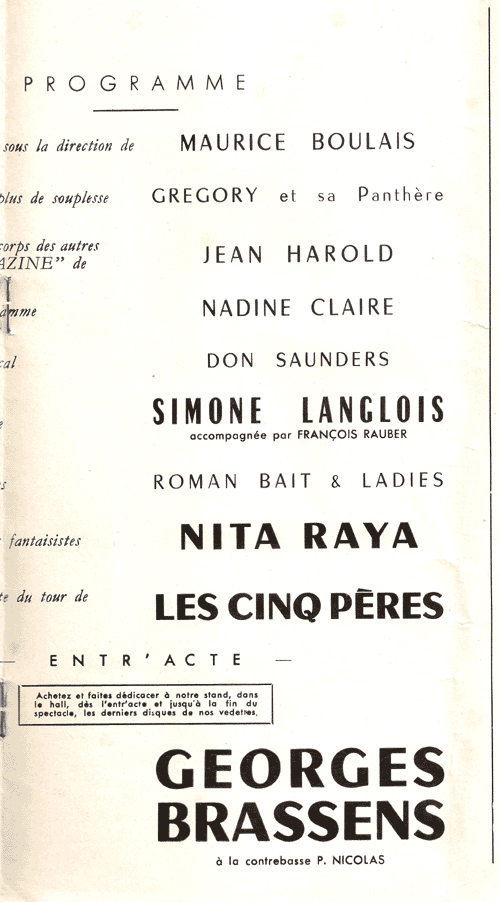 PROGRAMME
sous la direction de MAURICE BOULAIS
plus de souplesse GREGORY et sa Panthère
corps des autres
AZINE" de JEAN HAROLD
NADINE CLAIRE
DON SAUNDERS
SIMONE LANGLOIS
accompagnée par FRANÇOIS RAUBER
ROMAN BAIT & LADIES
fantaisistes NITA RAYA
du tour de LES CINQ PÈRES
— ENTR'ACTE —
Achetez et faites dédicacer à notre stand, dans
le hall, dès l'entr'acte et jusqu'à la fin du
spectacle, les derniers disques de nos vedettes.
GEORGES
BRASSENS
à la contrebasse P. NICOLAS